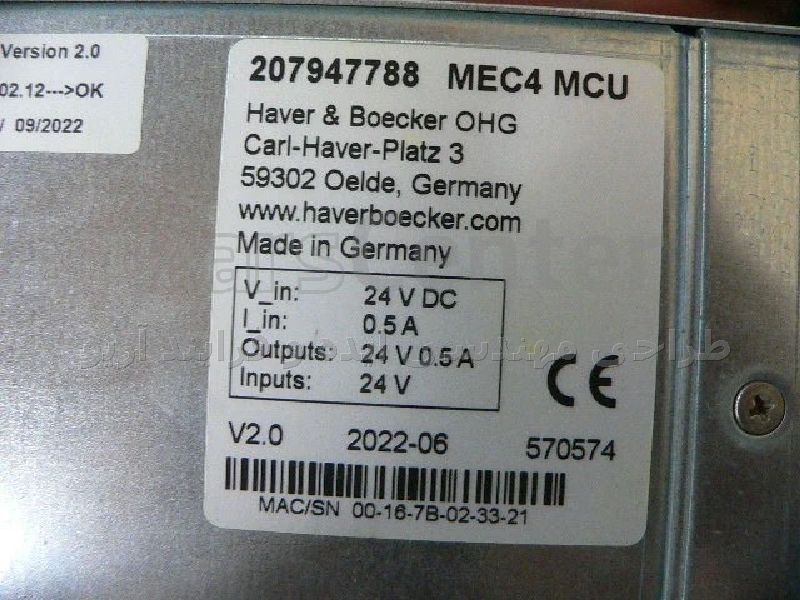 Version 2.0
02.12--->OK
/ 09/2022
207947788 MEC4 MCU
Haver & Boecker OHG
Carl-Haver-Platz 3
59302 Oelde, Germany
www.haverboecker.com
Made in Germany
V_in: 24 V DC
I_in: 0.5 A
Outputs: 24 V 0.5 A
Inputs: 24 V
CE
V2.0 2022-06 570574
MAC/SN 00-16-7B-02-33-21
طراحی مهندسی